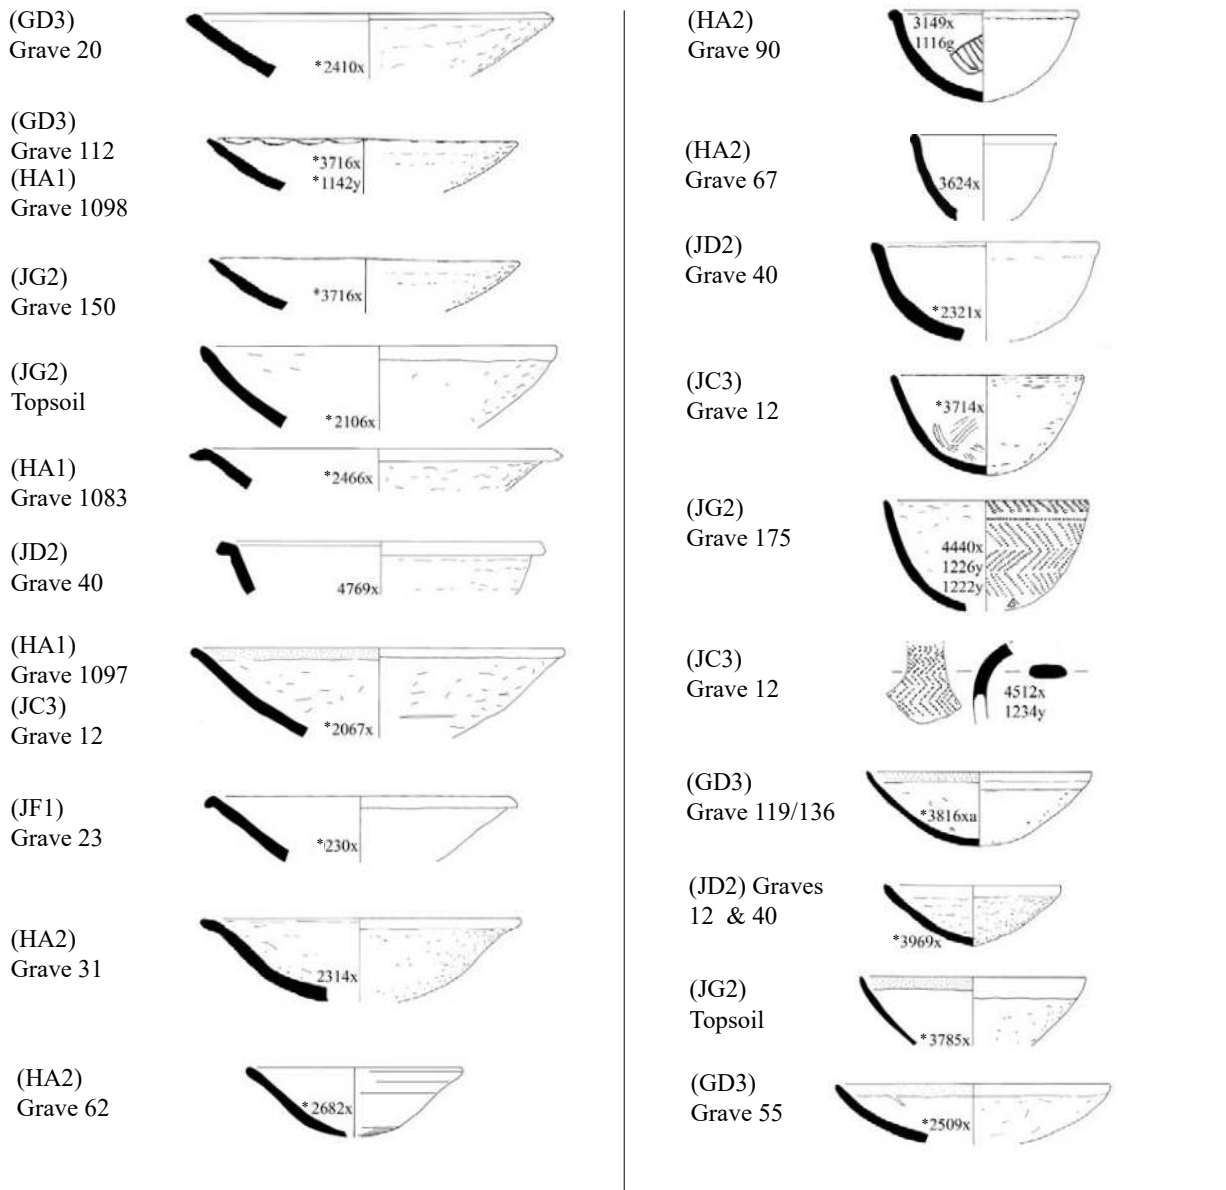 (GD3)
Grave 20
*2410x
(GD3)
Grave 112
(HA1)
Grave 1098
*3716x
*1142y
(JG2)
Grave 150
*3716x
(JG2)
Topsoil
*2106x
(HA1)
Grave 1083
*2466x
(JD2)
Grave 40
4769x
(HA1)
Grave 1097
(JC3)
Grave 12
*2067x
(JF1)
Grave 23
*230x
(HA2)
Grave 31
2314x
(HA2)
Grave 62
*2682x
(HA2)
Grave 90
3149x
1116g
(HA2)
Grave 67
3624x
(JD2)
Grave 40
*2321x
(JC3)
Grave 12
*3714x
(JG2)
Grave 175
4440x
1226y
1222y
(JC3)
Grave 12
4512x
1234y
(GD3)
Grave 119/136
*3816xa
(JD2) Graves
12 & 40
*3969x
(JG2)
Topsoil
*3785x
(GD3)
Grave 55
*2509x